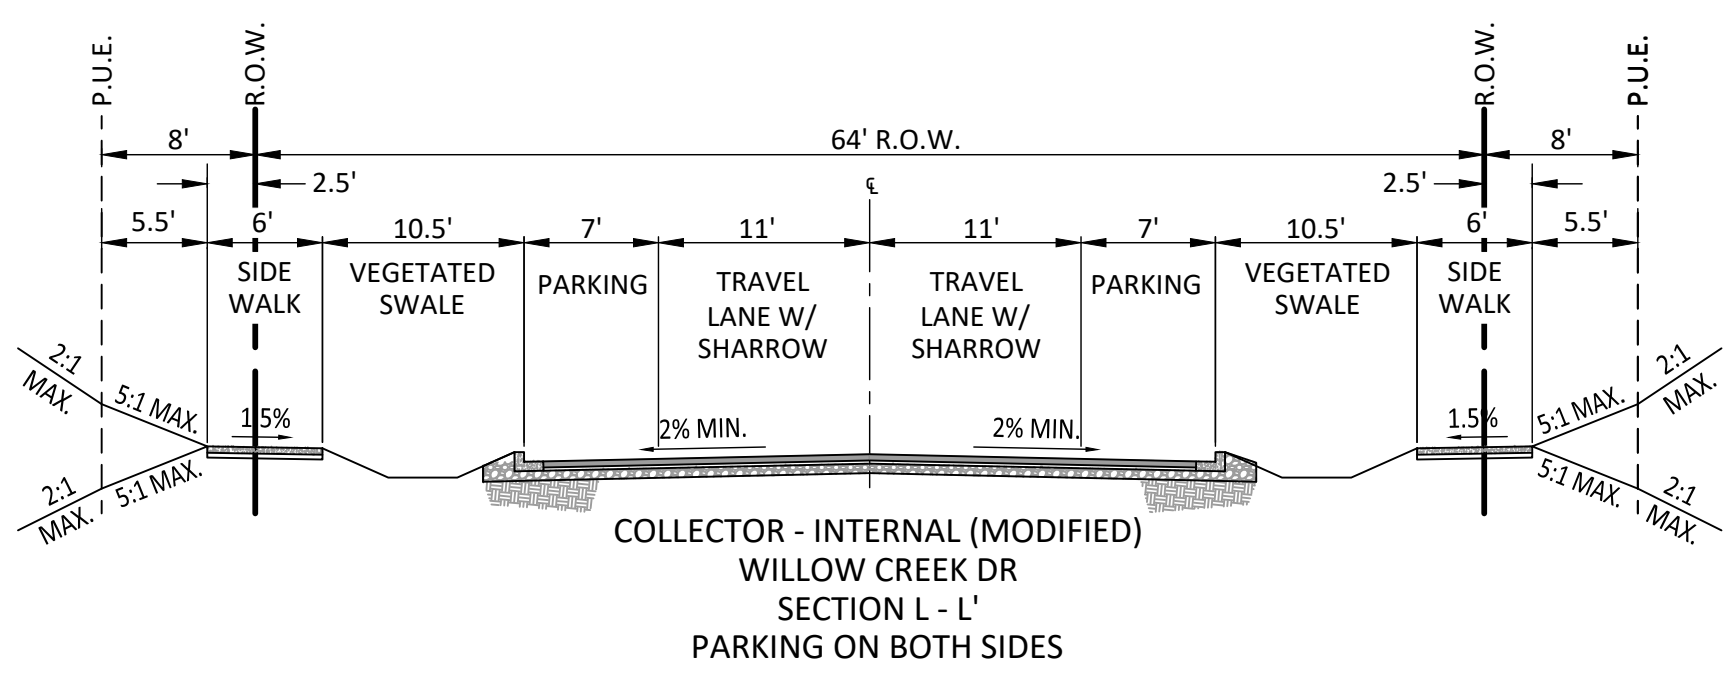 P.U.E.
R.O.W.
R.O.W.
P.U.E.
8'
64' R.O.W.
8'
2.5'
℄
2.5'
5.5'
6'
10.5'
7'
11'
11'
7'
10.5'
6'
5.5'
SIDE
WALK
VEGETATED
SWALE
PARKING
TRAVEL
LANE W/
SHARROW
TRAVEL
LANE W/
SHARROW
PARKING
VEGETATED
SWALE
SIDE
WALK
2:1
MAX.
5:1 MAX.
1.5%
2% MIN.
2% MIN.
1.5%
5:1 MAX.
2:1
MAX.
2:1
MAX.
5:1 MAX.
5:1 MAX.
2:1
MAX.
COLLECTOR - INTERNAL (MODIFIED)
WILLOW CREEK DR
SECTION L - L'
PARKING ON BOTH SIDES